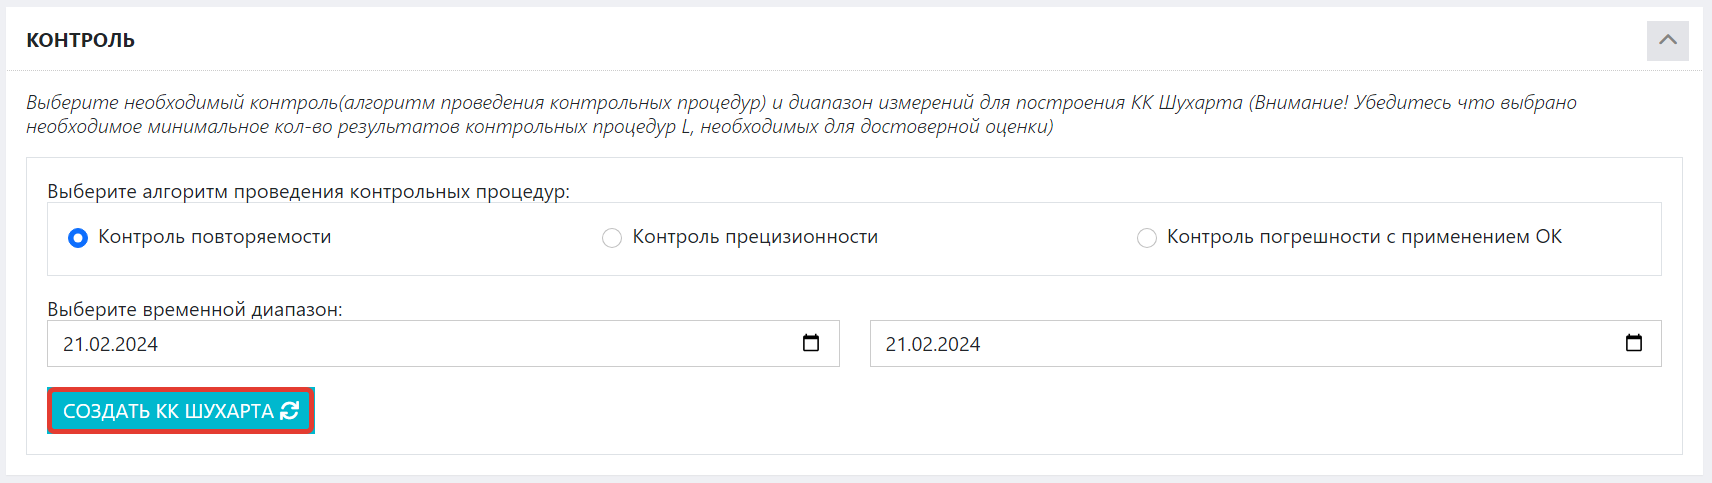 КОНТРОЛЬ
Выберите необходимый контроль(алгоритм проведения контрольных процедур) и диапазон измерений для построения КК Шухарта (Внимание! Убедитесь что выбрано
необходимое минимальное кол-во результатов контрольных процедур L, необходимых для достоверной оценки)
Выберите алгоритм проведения контрольных процедур:
Контроль повторяемости
Контроль прецизионности
Контроль погрешности с применением ОК
Выберите временной диапазон:
21.02.2024
21.02.2024
СОЗДАТЬ КК ШУХАРТА